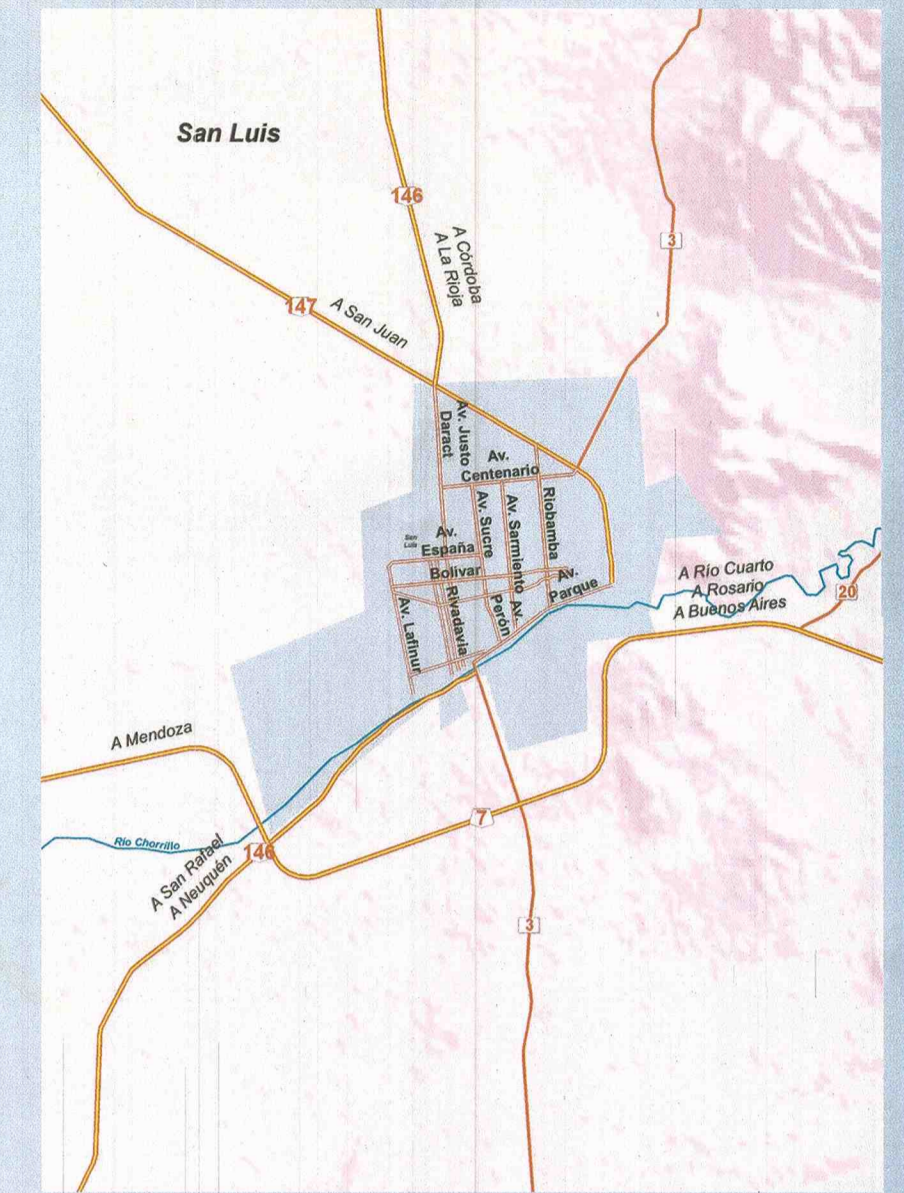 San Luis
146
A Córdoba
A La Rioja
3
147
A San Juan
Av. Justo
Daract
Av.
Centenario
Av. Sucre
Av. Sarmiento
Riobamba
San
Luis
Av.
España
Bolivar
Av.
Parque
Av. Lafinur
Rivadavia
Av.
Perón
A Río Cuarto
A Rosario
A Buenos Aires
20
A Mendoza
7
Río Chorrillo
146
A San Rafael
A Neuquén
3